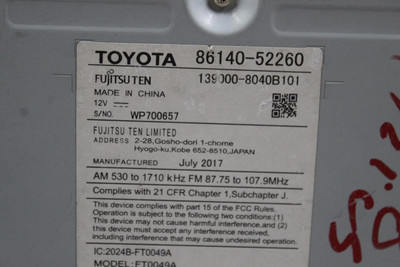 TOYOTA 86140-52260
FUJITSU TEN 139000-8040B101
MADE IN CHINA
12V
S/NO. WP700657
FUJITSU TEN LIMITED
ADDRESS 2-28, Gosho-dori 1-chome
Hyogo-ku, Kobe 652-8510, JAPAN
MANUFACTURED July 2017
AM 530 to 1710 kHz FM 87.75 to 107.9MHz
Complies with 21 CFR Chapter 1, Subchapter J.
This device complies with part 15 of the FCC Rules.
Operation is subject to the following two conditions:(1)
This device may not cause harmful interface,and (2)
this device must accept any interference received,
including interference that may cause undesired operation.
IC:2024B-FT0049A
MODEL:FT0049A